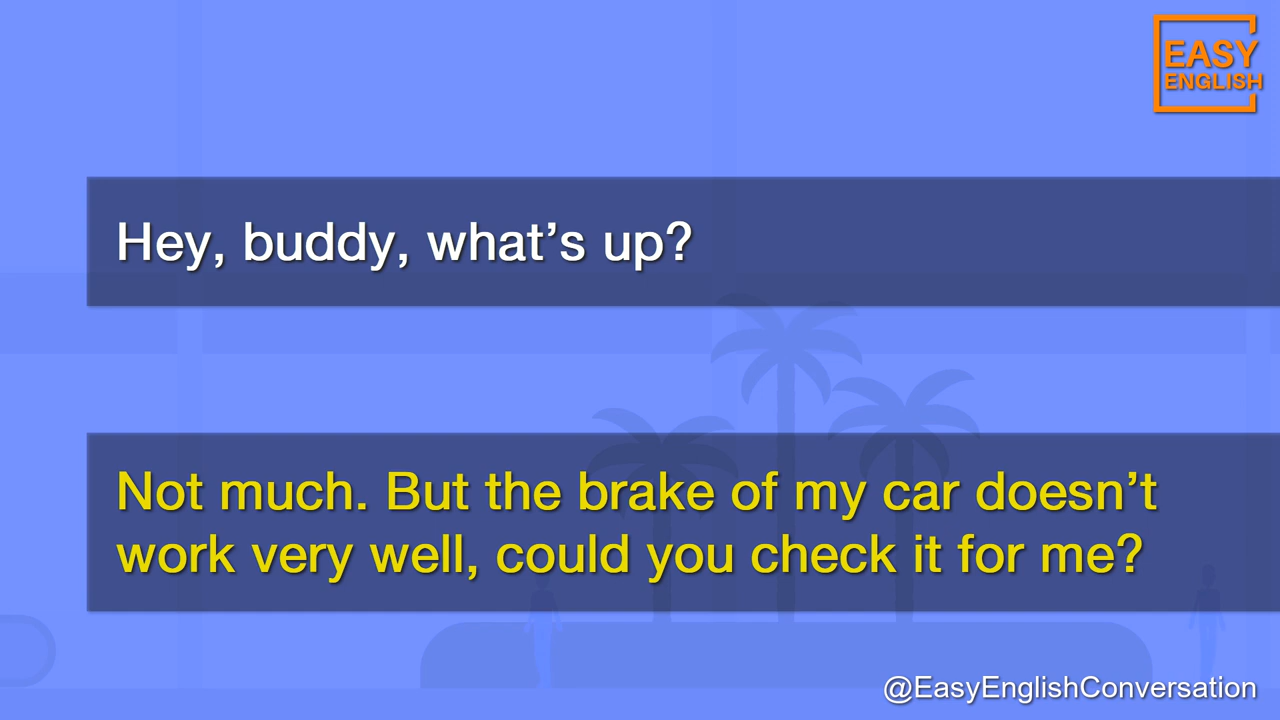 EASY
ENGLISH
Hey, buddy, what’s up?
Not much. But the brake of my car doesn’t
work very well, could you check it for me?
@EasyEnglishConversation